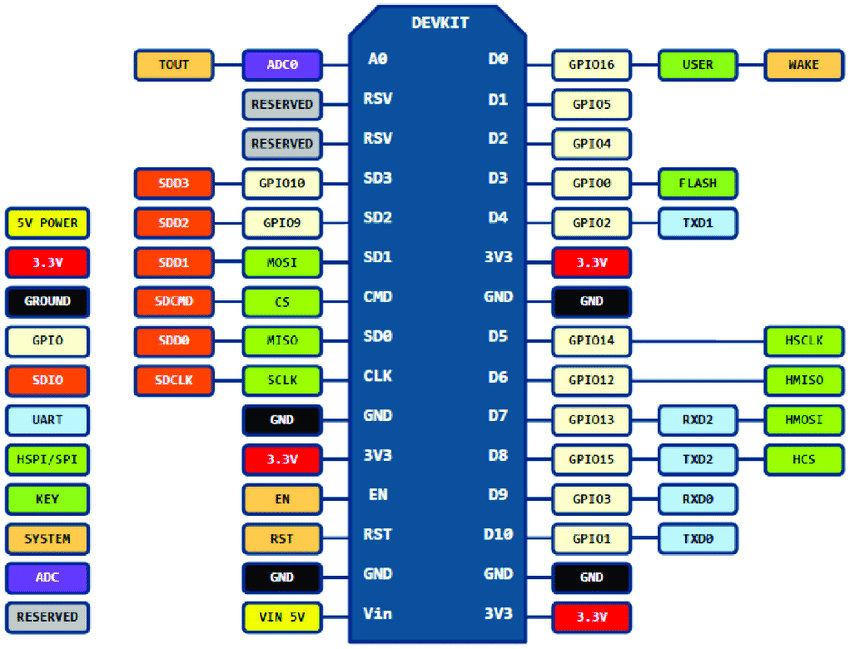 DEVKIT
TOUT ADC0 A0 D0 GPIO16 USER WAKE
RESERVED RSV D1 GPIO5
RESERVED RSV D2 GPIO4
SDD3 GPIO10 SD3 D3 GPIO0 FLASH
5V POWER SDD2 GPIO9 SD2 D4 GPIO2 TXD1
3.3V SDD1 MOSI SD1 3V3 3.3V
GROUND SDCMD CS CMD GND GND
GPIO SDD0 MISO SD0 D5 GPIO14 HSCLK
SDIO SDCLK SCLK CLK D6 GPIO12 HMISO
UART GND GND D7 GPIO13 RXD2 HMOSI
HSPI/SPI 3.3V 3V3 D8 GPIO15 TXD2 HCS
KEY EN EN D9 GPIO3 RXD0
SYSTEM RST RST D10 GPIO1 TXD0
ADC GND GND GND GND
RESERVED VIN 5V Vin 3V3 3.3V